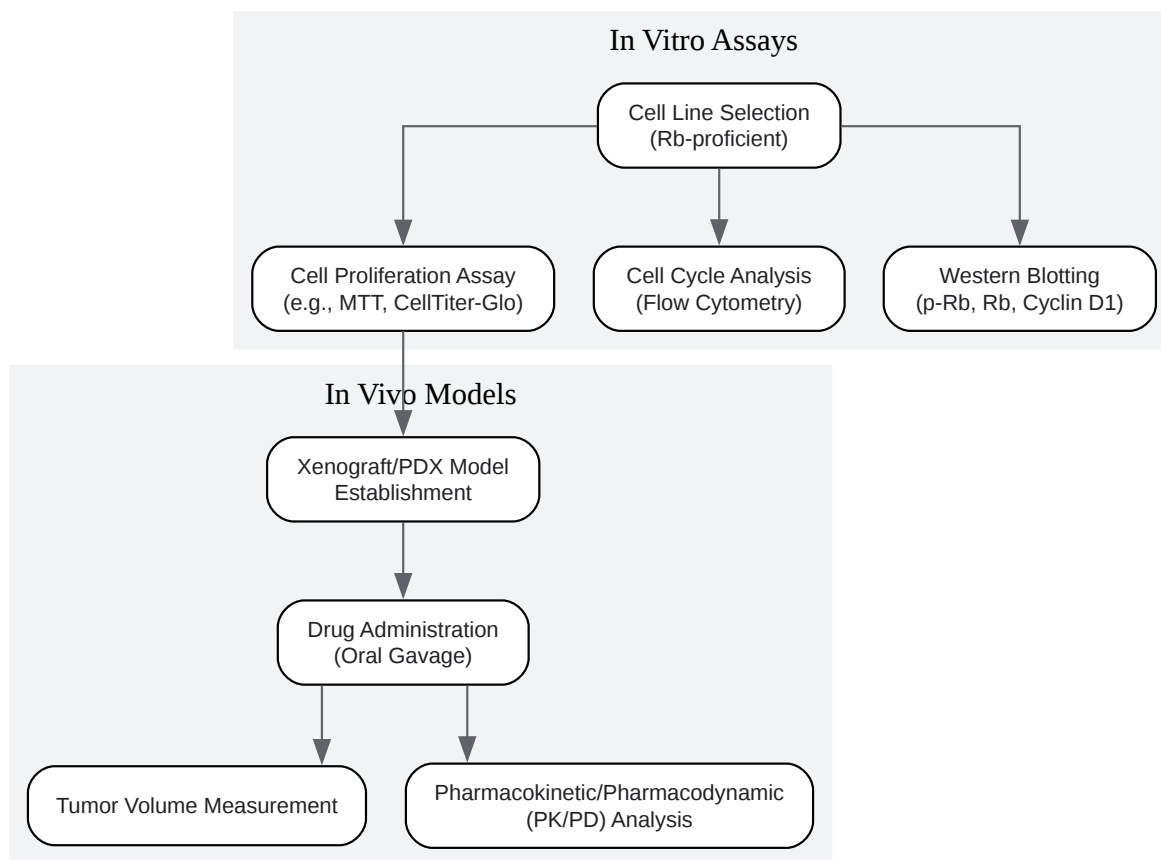 In Vitro Assays
Cell Line Selection
(Rb-proficient)
Cell Proliferation Assay
(e.g., MTT, CellTiter-Glo)
Cell Cycle Analysis
(Flow Cytometry)
Western Blotting
(p-Rb, Rb, Cyclin D1)
In Vivo Models
Xenograft/PDX Model
Establishment
Drug Administration
(Oral Gavage)
Tumor Volume Measurement
Pharmacokinetic/Pharmacodynamic
(PK/PD) Analysis